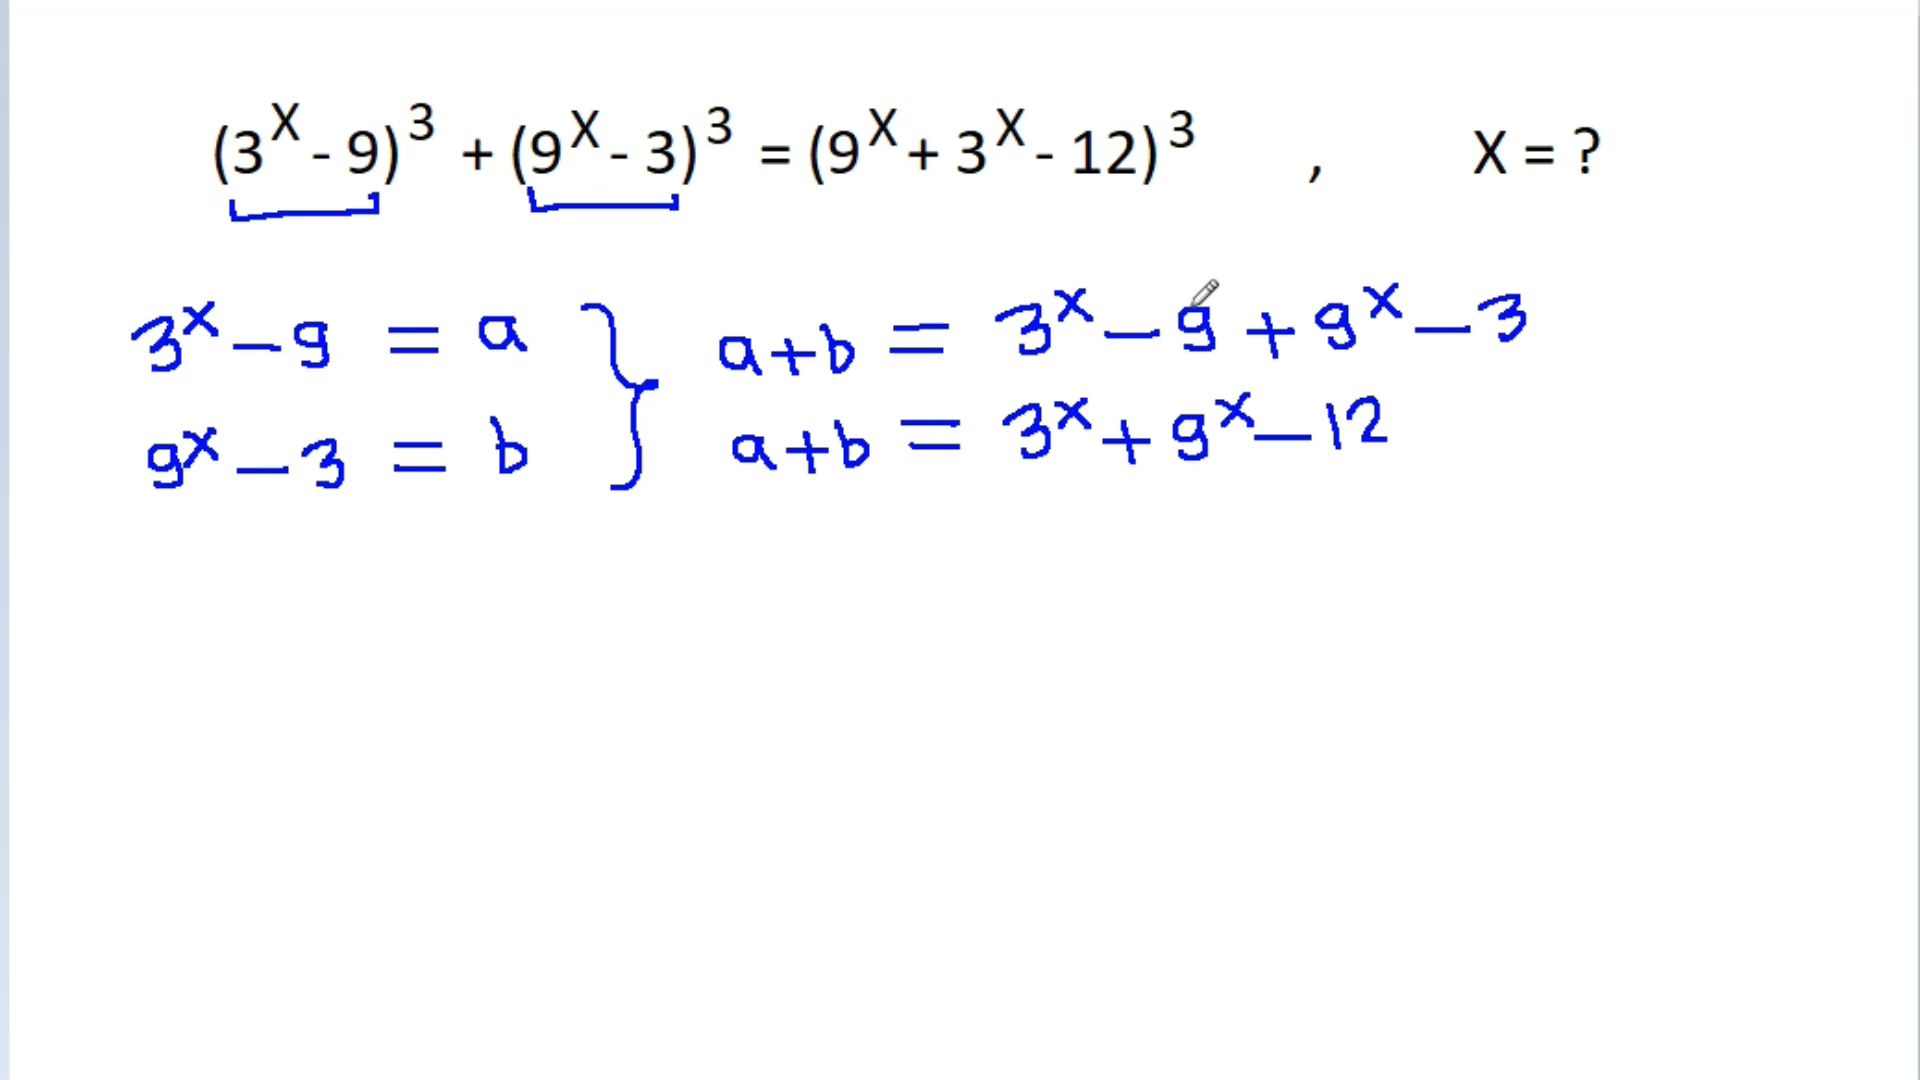 (3^X - 9)^3 + (9^X - 3)^3 = (9^X + 3^X - 12)^3 , X = ?
3^x - 9 = a } a + b = 3^x - 9 + 9^x - 3
9^x - 3 = b a + b = 3^x + 9^x - 12